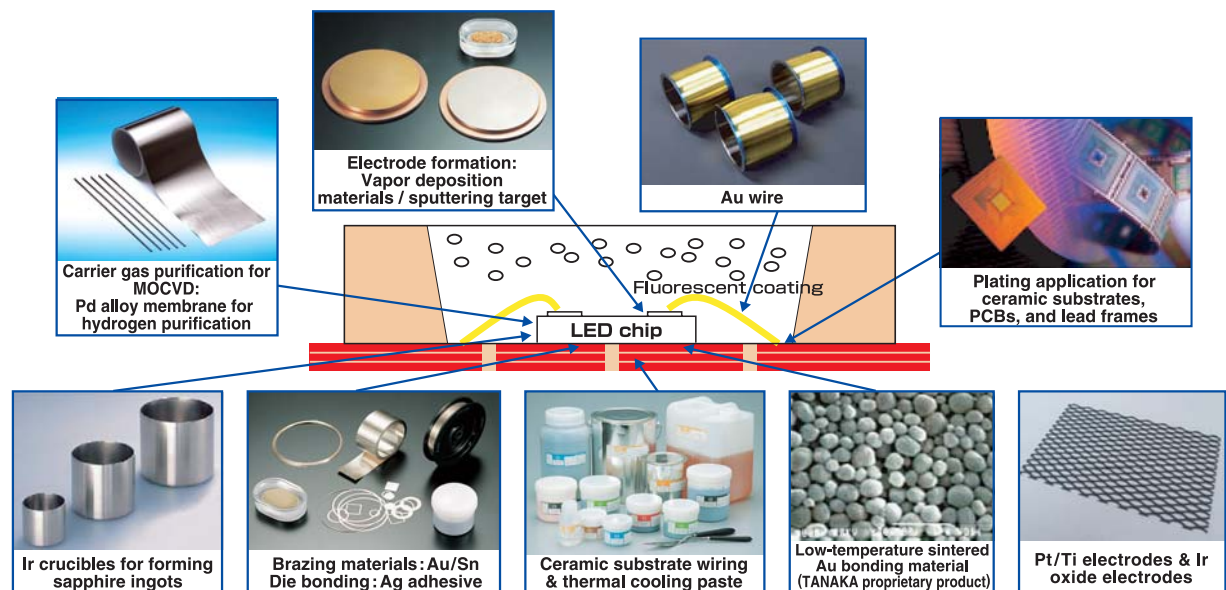 Electrode formation:
Vapor deposition
materials / sputtering target
Au wire
Carrier gas purification for
MOCVD:
Pd alloy membrane for
hydrogen purification
Plating application for
ceramic substrates,
PCBs, and lead frames
Fluorescent coating
LED chip
Ir crucibles for forming
sapphire ingots
Brazing materials : Au/Sn
Die bonding : Ag adhesive
Ceramic substrate wiring
& thermal cooling paste
Low-temperature sintered
Au bonding material
(TANAKA proprietary product)
Pt/Ti electrodes & Ir
oxide electrodes